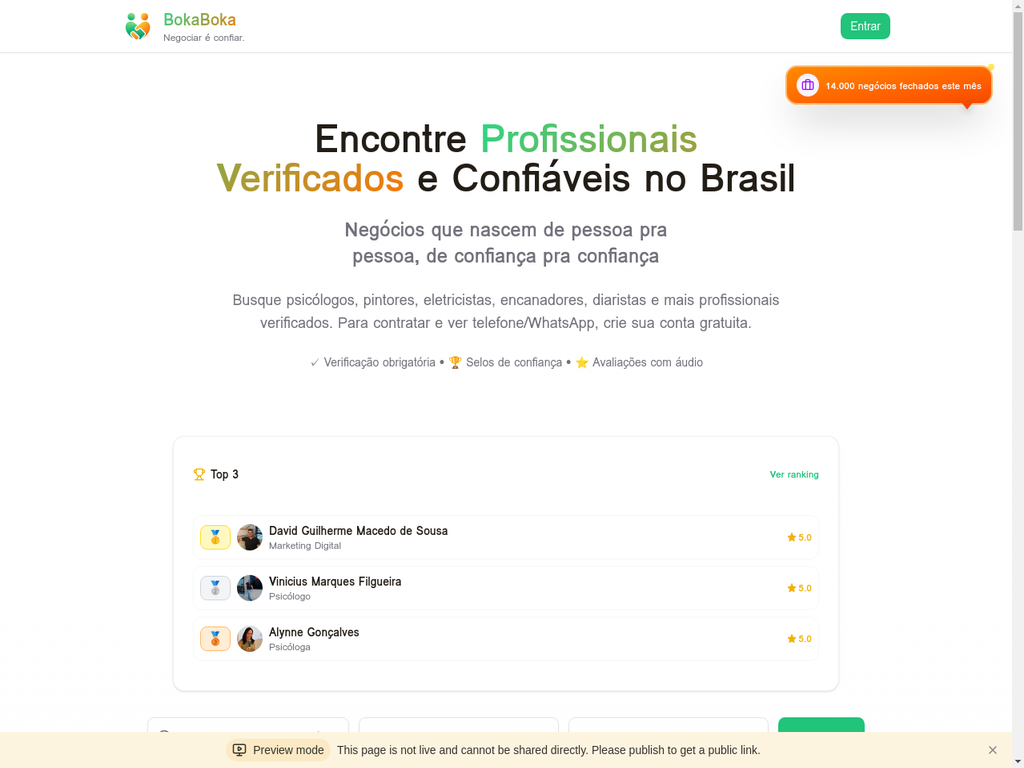 BokaBoka
Negociar é confiar.
Entrar
14.000 negócios fechados este mês
Encontre Profissionais
Verificados e Confiáveis no Brasil
Negócios que nascem de pessoa pra
pessoa, de confiança pra confiança
Busque psicólogos, pintores, eletricistas, encanadores, diaristas e mais profissionais
verificados. Para contratar e ver telefone/WhatsApp, crie sua conta gratuita.
✓ Verificação obrigatória • 🏆 Selos de confiança • ⭐ Avaliações com áudio
Top 3
Ver ranking
David Guilherme Macedo de Sousa
Marketing Digital
5.0
Vinicius Marques Filgueira
Psicólogo
5.0
Alynne Gonçalves
Psicóloga
5.0
Preview mode This page is not live and cannot be shared directly. Please publish to get a public link.